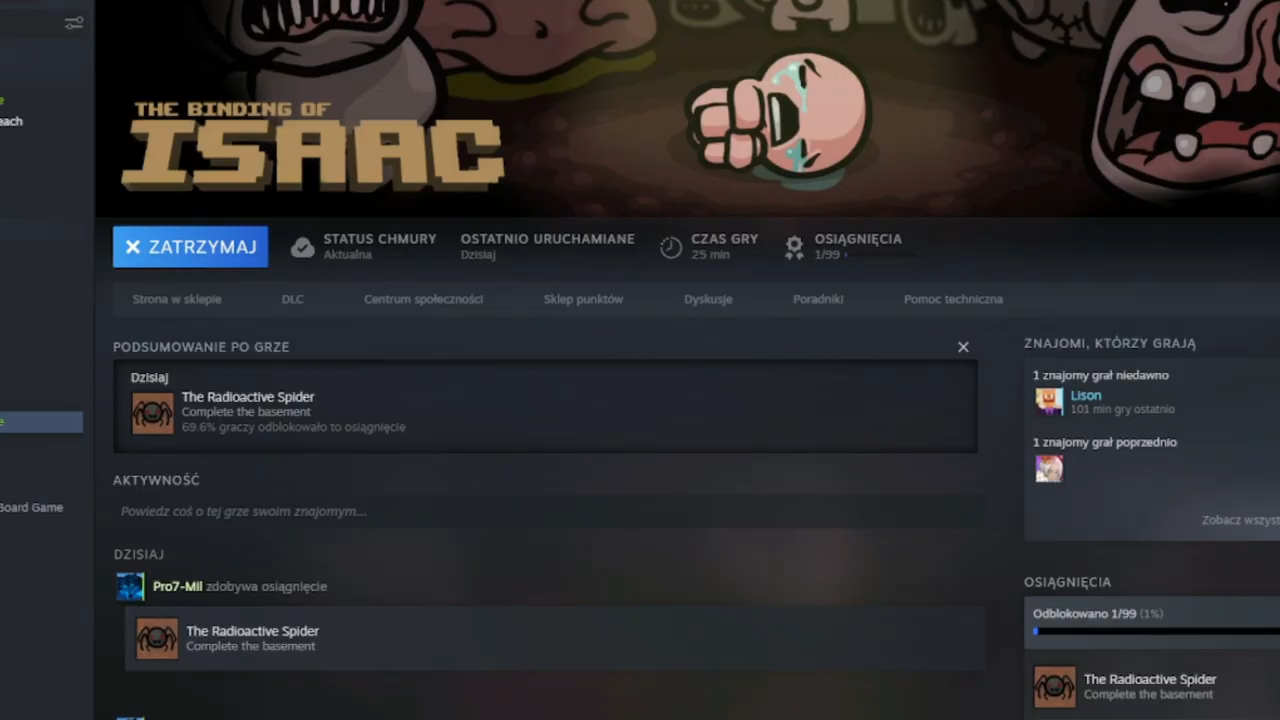 THE BINDING OF
ISAAC
each
ZATRZYMAJ
STATUS CHMURY
Aktualna
OSTATNIO URUCHAMIANE
Dzisiaj
CZAS GRY
25 min
OSIĄGNIĘCIA
1/99
Strona w sklepie
DLC
Centrum społeczności
Sklep punktów
Dyskusje
Poradniki
Pomoc techniczna
PODSUMOWANIE PO GRZE
Dzisiaj
The Radioactive Spider
Complete the basement
69.6% graczy odblokowało to osiągnięcie
AKTYWNOŚĆ
Powiedz coś o tej grze swoim znajomym...
DZISIAJ
Pro7-Mil zdobywa osiągnięcie
The Radioactive Spider
Complete the basement
Board Game
ZNAJOMI, KTÓRZY GRAJĄ
1 znajomy grał niedawno
Lison
101 min gry ostatnio
1 znajomy grał poprzednio
Zobacz wszyst
OSIĄGNIĘCIA
Odblokowano 1/99 (1%)
The Radioactive Spider
Complete the basement